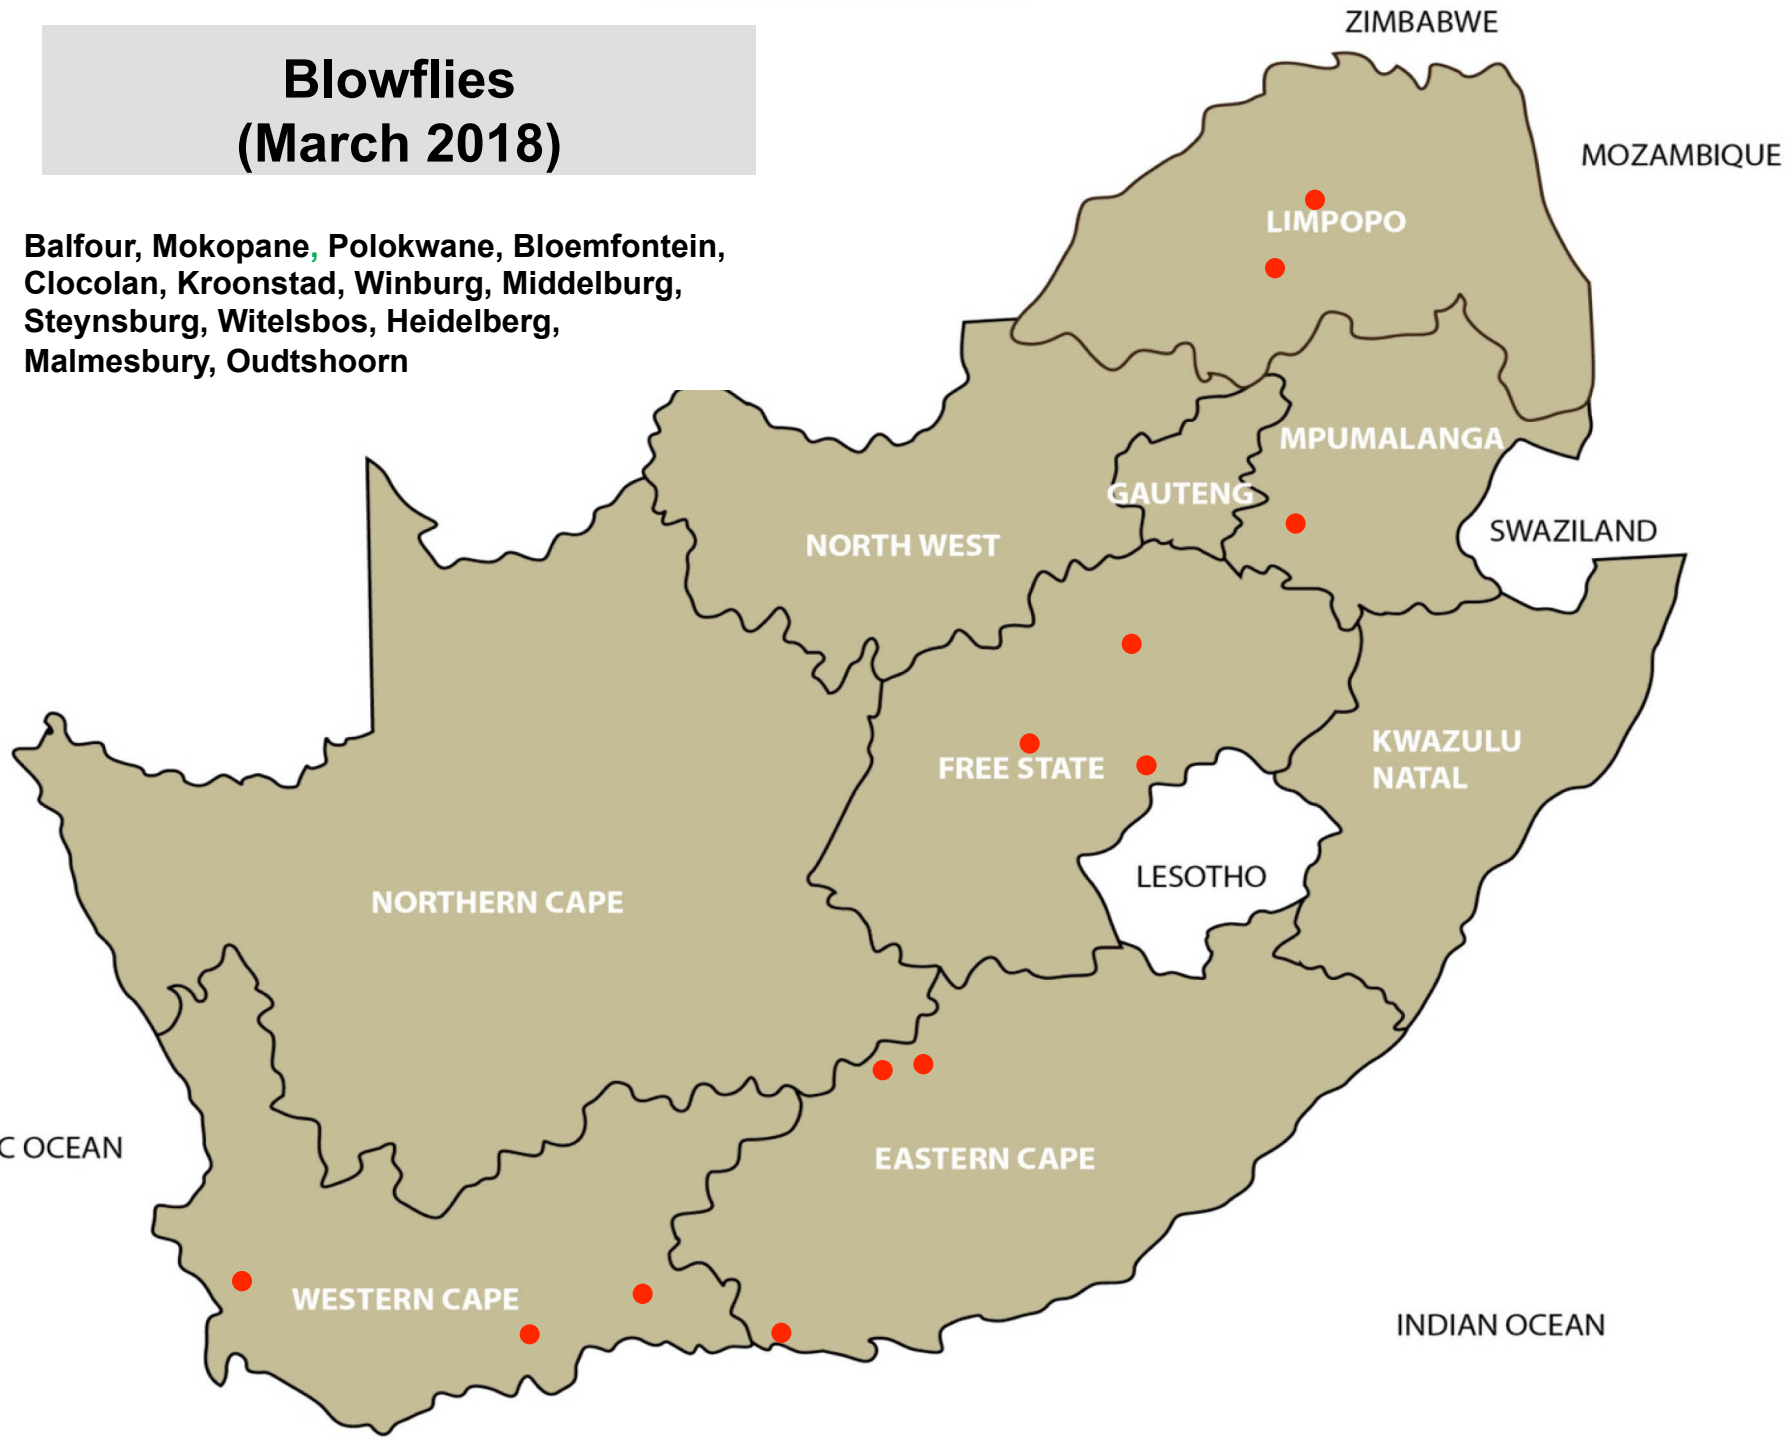 Blowflies
(March 2018)
Balfour, Mokopane, Polokwane, Bloemfontein,
Clocolan, Kroonstad, Winburg, Middelburg,
Steynsburg, Witelsbos, Heidelberg,
Malmesbury, Oudtshoorn
ZIMBABWE
MOZAMBIQUE
LIMPOPO
MPUMALANGA
GAUTENG
SWAZILAND
NORTH WEST
KWAZULU
NATAL
FREE STATE
LESOTHO
NORTHERN CAPE
C OCEAN
EASTERN CAPE
WESTERN CAPE
INDIAN OCEAN